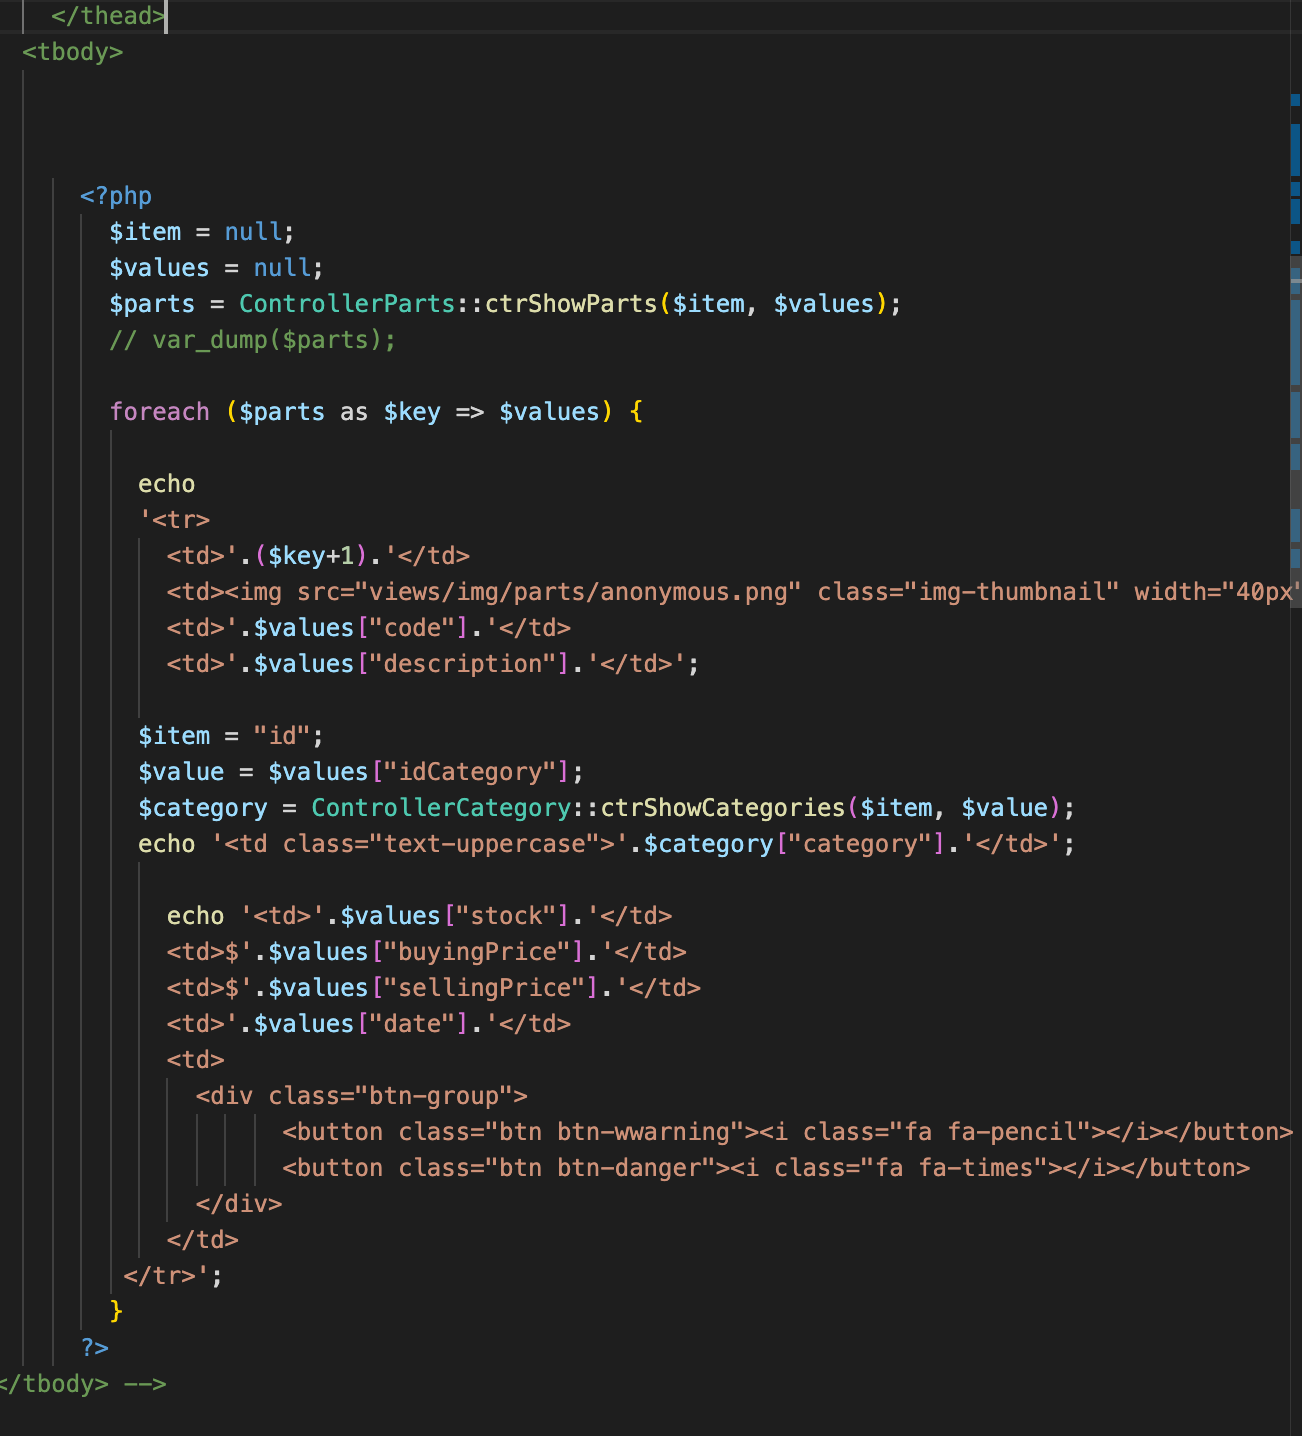 </thead>
<tbody>
<?php
$item = null;
$values = null;
$parts = ControllerParts::ctrShowParts($item, $values);
// var_dump($parts);
foreach ($parts as $key => $values) {
echo
'<tr>
<td>'.($key+1).'</td>
<td><img src="views/img/parts/anonymous.png" class="img-thumbnail" width="40px"
<td>'.$values["code"].'</td>
<td>'.$values["description"].'</td>';
$item = "id";
$value = $values["idCategory"];
$category = ControllerCategory::ctrShowCategories($item, $value);
echo '<td class="text-uppercase">'.$category["category"].'</td>';
echo '<td>'.$values["stock"].'</td>
<td>$'.$values["buyingPrice"].'</td>
<td>$'.$values["sellingPrice"].'</td>
<td>'.$values["date"].'</td>
<td>
<div class="btn-group">
<button class="btn btn-wwarning"><i class="fa fa-pencil"></i></button>
<button class="btn btn-danger"><i class="fa fa-times"></i></button>
</div>
</td>
</tr>';
}
?>
</tbody> -->